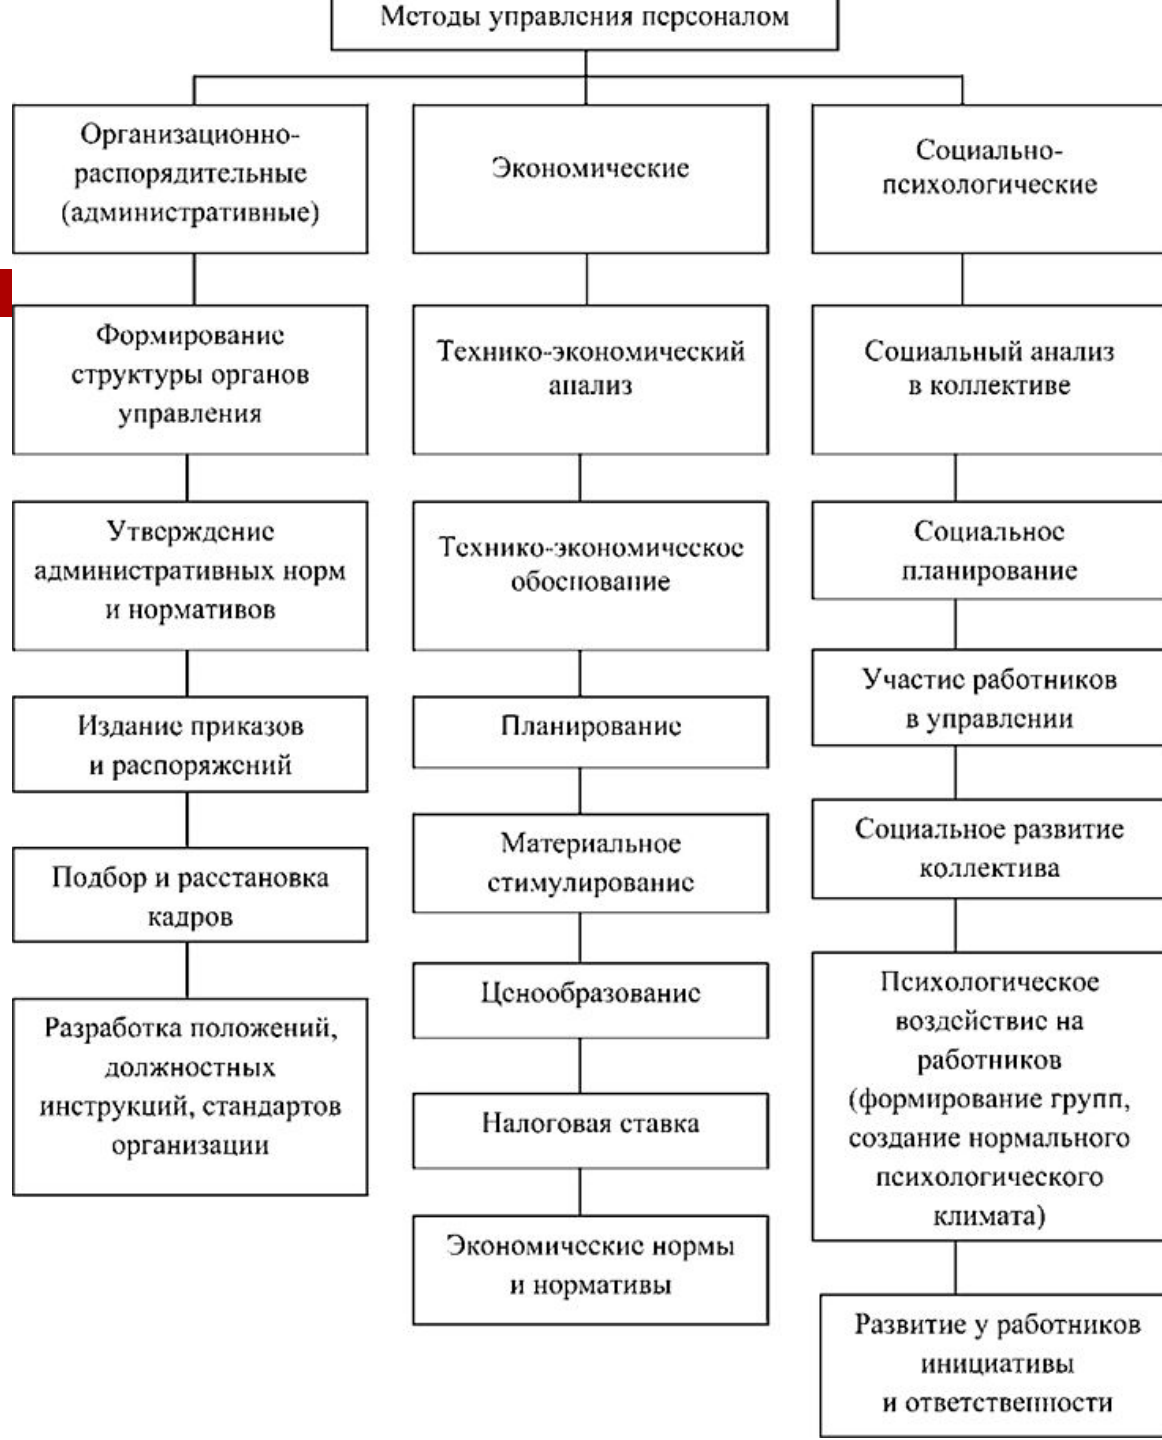 Методы управления персоналом
Организационно-
распорядительные
(административные)
Формирование
структуры органов
управления
Утверждение
административных норм
и нормативов
Издание приказов
и распоряжений
Подбор и расстановка
кадров
Разработка положений,
должностных
инструкций, стандартов
организации
Экономические
Технико-экономический
анализ
Технико-экономическое
обоснование
Планирование
Материальное
стимулирование
Ценообразование
Налоговая ставка
Экономические нормы
и нормативы
Социально-
психологические
Социальный анализ
в коллективе
Социальное
планирование
Участие работников
в управлении
Социальное развитие
коллектива
Психологическое
воздействие на
работников
(формирование групп,
создание нормального
психологического
климата)
Развитие у работников
инициативы
и ответственности